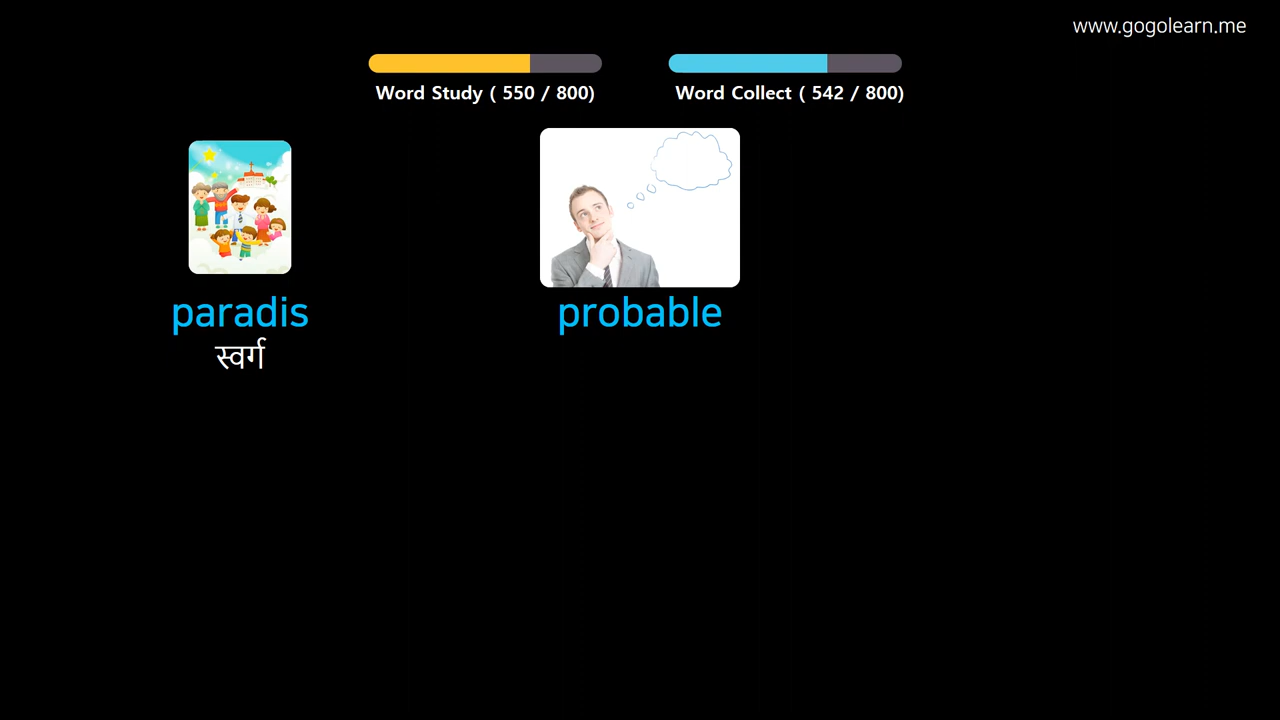 www.gogolearn.me
Word Study ( 550 / 800)
Word Collect ( 542 / 800)
paradis
स्वर्ग
probable